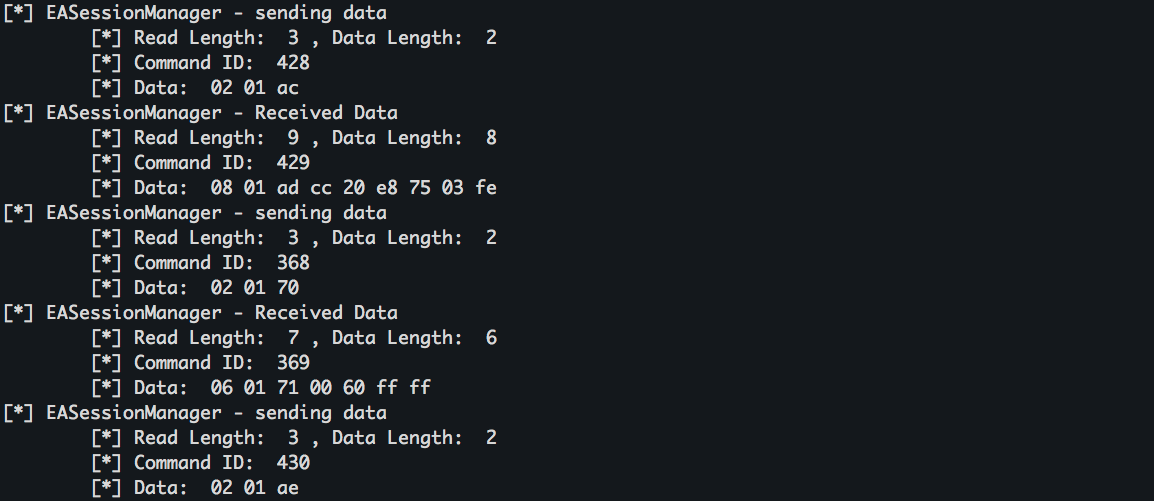 [*] EASessionManager - sending data
[*] Read Length: 3 , Data Length: 2
[*] Command ID: 428
[*] Data: 02 01 ac
[*] EASessionManager - Received Data
[*] Read Length: 9 , Data Length: 8
[*] Command ID: 429
[*] Data: 08 01 ad cc 20 e8 75 03 fe
[*] EASessionManager - sending data
[*] Read Length: 3 , Data Length: 2
[*] Command ID: 368
[*] Data: 02 01 70
[*] EASessionManager - Received Data
[*] Read Length: 7 , Data Length: 6
[*] Command ID: 369
[*] Data: 06 01 71 00 60 ff ff
[*] EASessionManager - sending data
[*] Read Length: 3 , Data Length: 2
[*] Command ID: 430
[*] Data: 02 01 ae